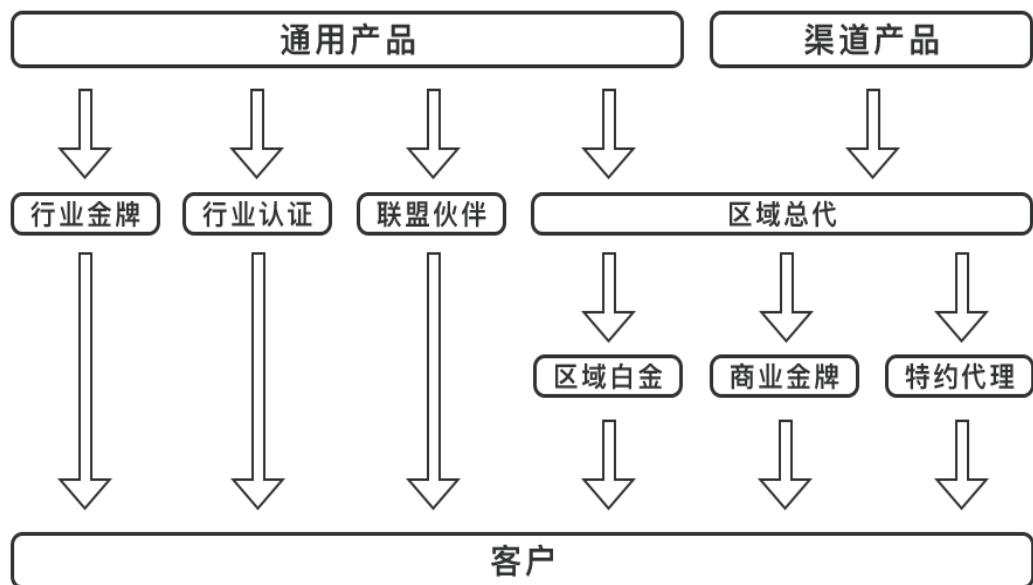 通用产品
渠道产品
行业金牌
行业认证
联盟伙伴
区域总代
区域白金
商业金牌
特约代理
客户